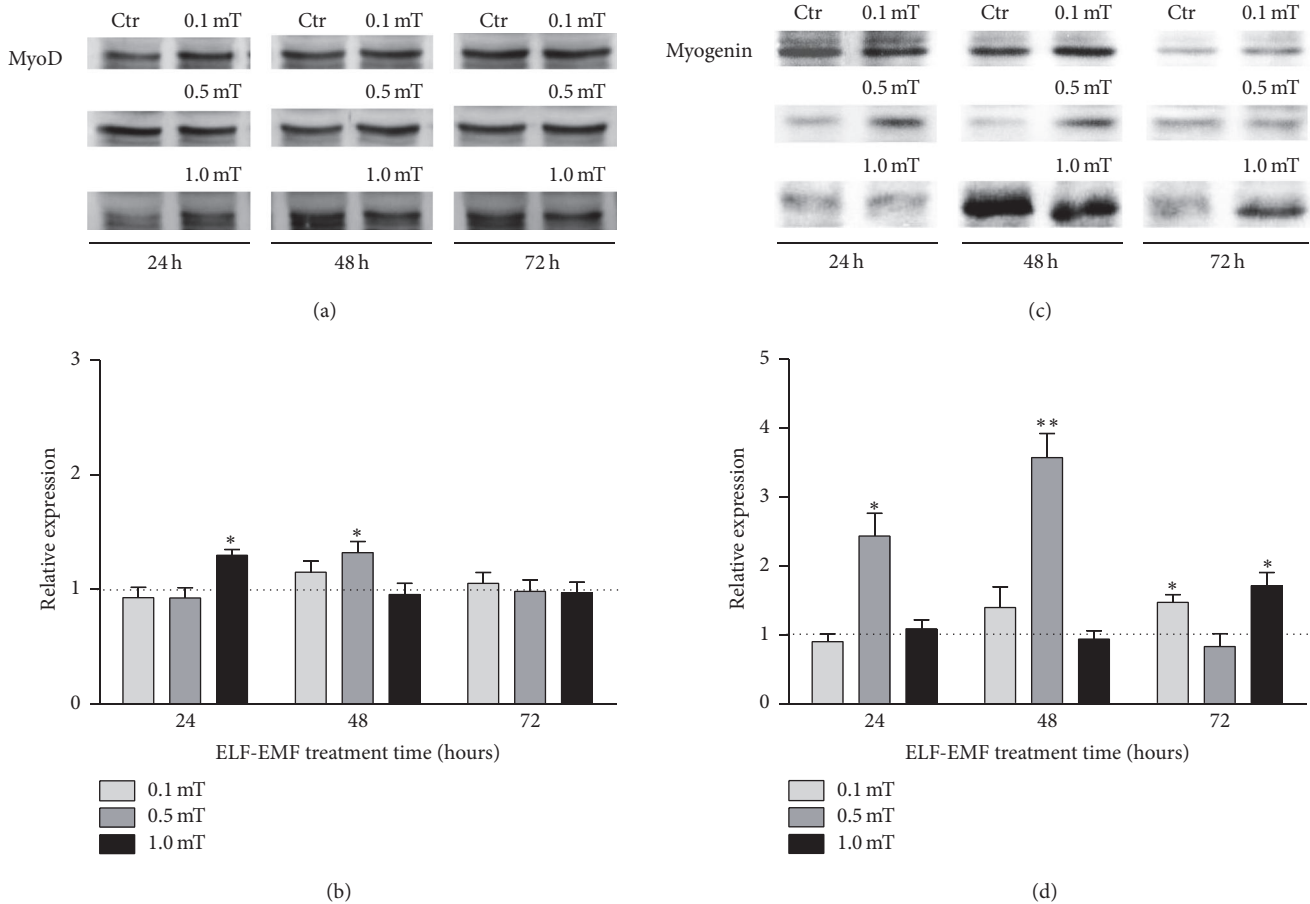 Ctr 0.1 mT Ctr 0.1 mT Ctr 0.1 mT
MyoD
0.5 mT 0.5 mT 0.5 mT
1.0 mT 1.0 mT 1.0 mT
24 h 48 h 72 h
(a)
Ctr 0.1 mT Ctr 0.1 mT Ctr 0.1 mT
Myogenin
0.5 mT 0.5 mT 0.5 mT
1.0 mT 1.0 mT 1.0 mT
24 h 48 h 72 h
(c)
3
2
1
0
Relative expression
*
*
24 48 72
ELF-EMF treatment time (hours)
0.1 mT
0.5 mT
1.0 mT
(b)
5
4
3
2
1
0
Relative expression
*
**
*
*
24 48 72
ELF-EMF treatment time (hours)
0.1 mT
0.5 mT
1.0 mT
(d)